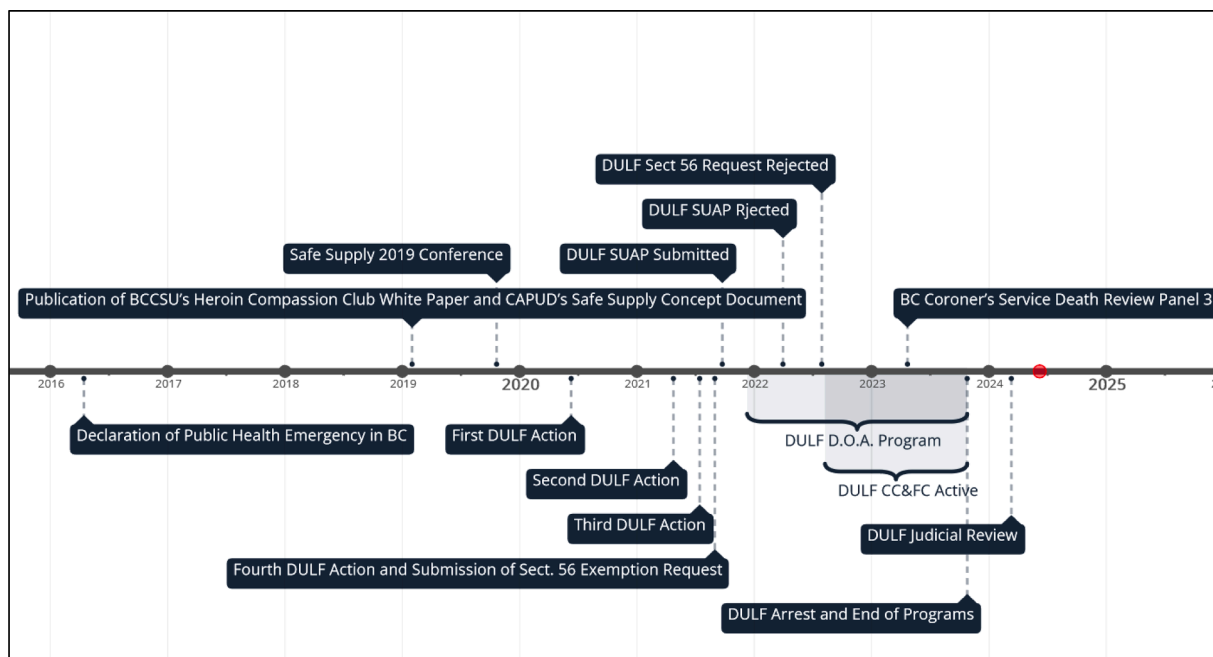 DULF Sect 56 Request Rejected
DULF SUAP Rjected
Safe Supply 2019 Conference
DULF SUAP Submitted
Publication of BCCSU’s Heroin Compassion Club White Paper and CAPUD’s Safe Supply Concept Document
BC Coroner’s Service Death Review Panel 3
2016
2017
2018
2019
2020
2021
2022
2023
2024
2025
Declaration of Public Health Emergency in BC
First DULF Action
DULF D.O.A. Program
Second DULF Action
DULF CC&FC Active
Third DULF Action
DULF Judicial Review
Fourth DULF Action and Submission of Sect. 56 Exemption Request
DULF Arrest and End of Programs